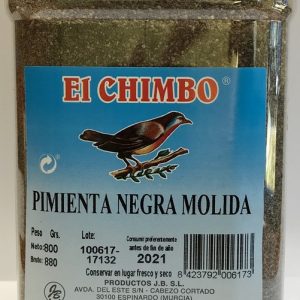 El CHIMBO®
PIMIENTA NEGRA MOLIDA
Peso Grs. Lote: Consumir preferentemente
antes de fin de año
Neto: 800 100617-
17132 2021
Bruto: 880
Conservar en lugar fresco y seco
8 423792 006173
PRODUCTOS J.B. S.L.
AVDA. DEL ESTE S/N - CABEZO CORTADO
30100 ESPINARDO (MURCIA)